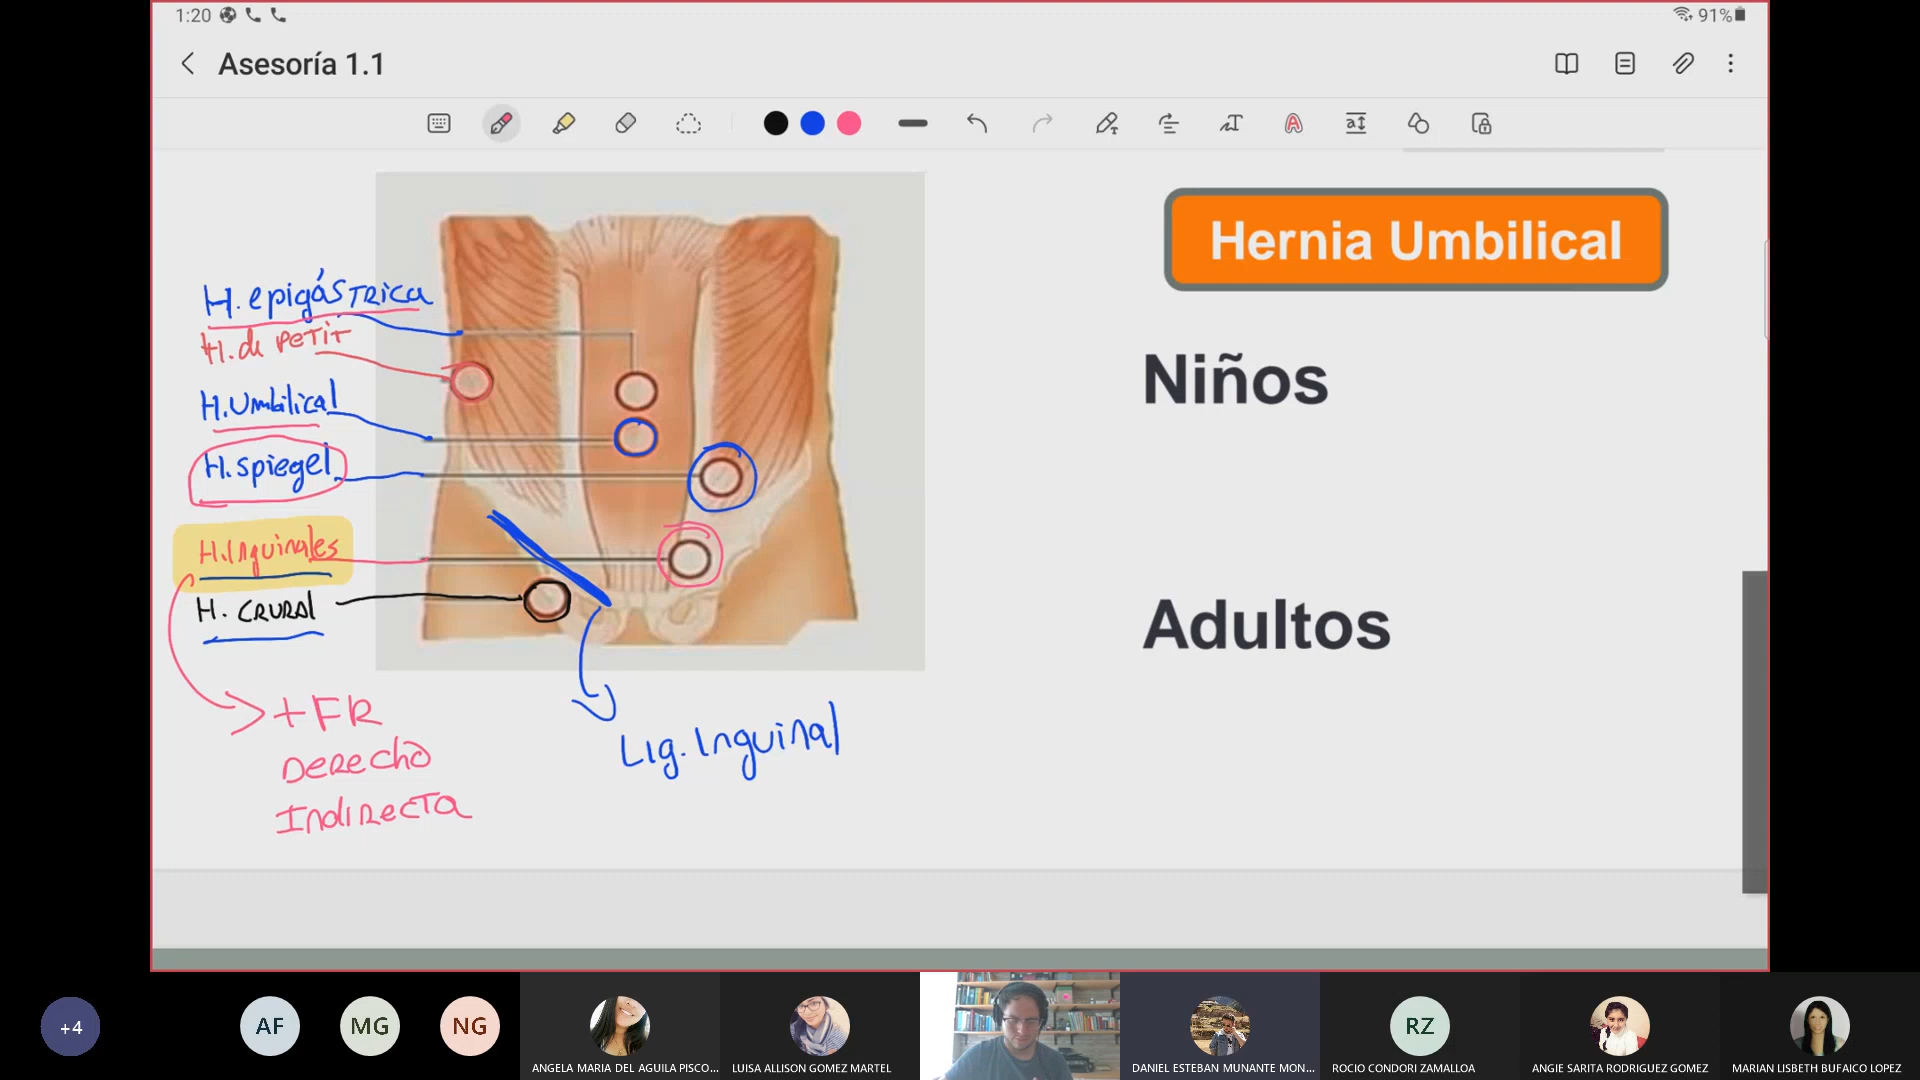 1:20
91%
Asesoría 1.1
Hernia Umbilical
H. epigástrica
H. de Petit
H. Umbilical
H. Spiegel
H. Inguinales
H. CRURAL
Niños
Adultos
+ FR
Derecho
Indirecta
Lig. Inguinal
+4
AF
MG
NG
RZ
ANGELA MARIA DEL AGUILA PISCO...
LUISA ALLISON GOMEZ MARTEL
DANIEL ESTEBAN MUNANTE MON...
ROCIO CONDORI ZAMALLOA
ANGIE SARITA RODRIGUEZ GOMEZ
MARIAN LISBETH BUFAICO LOPEZ